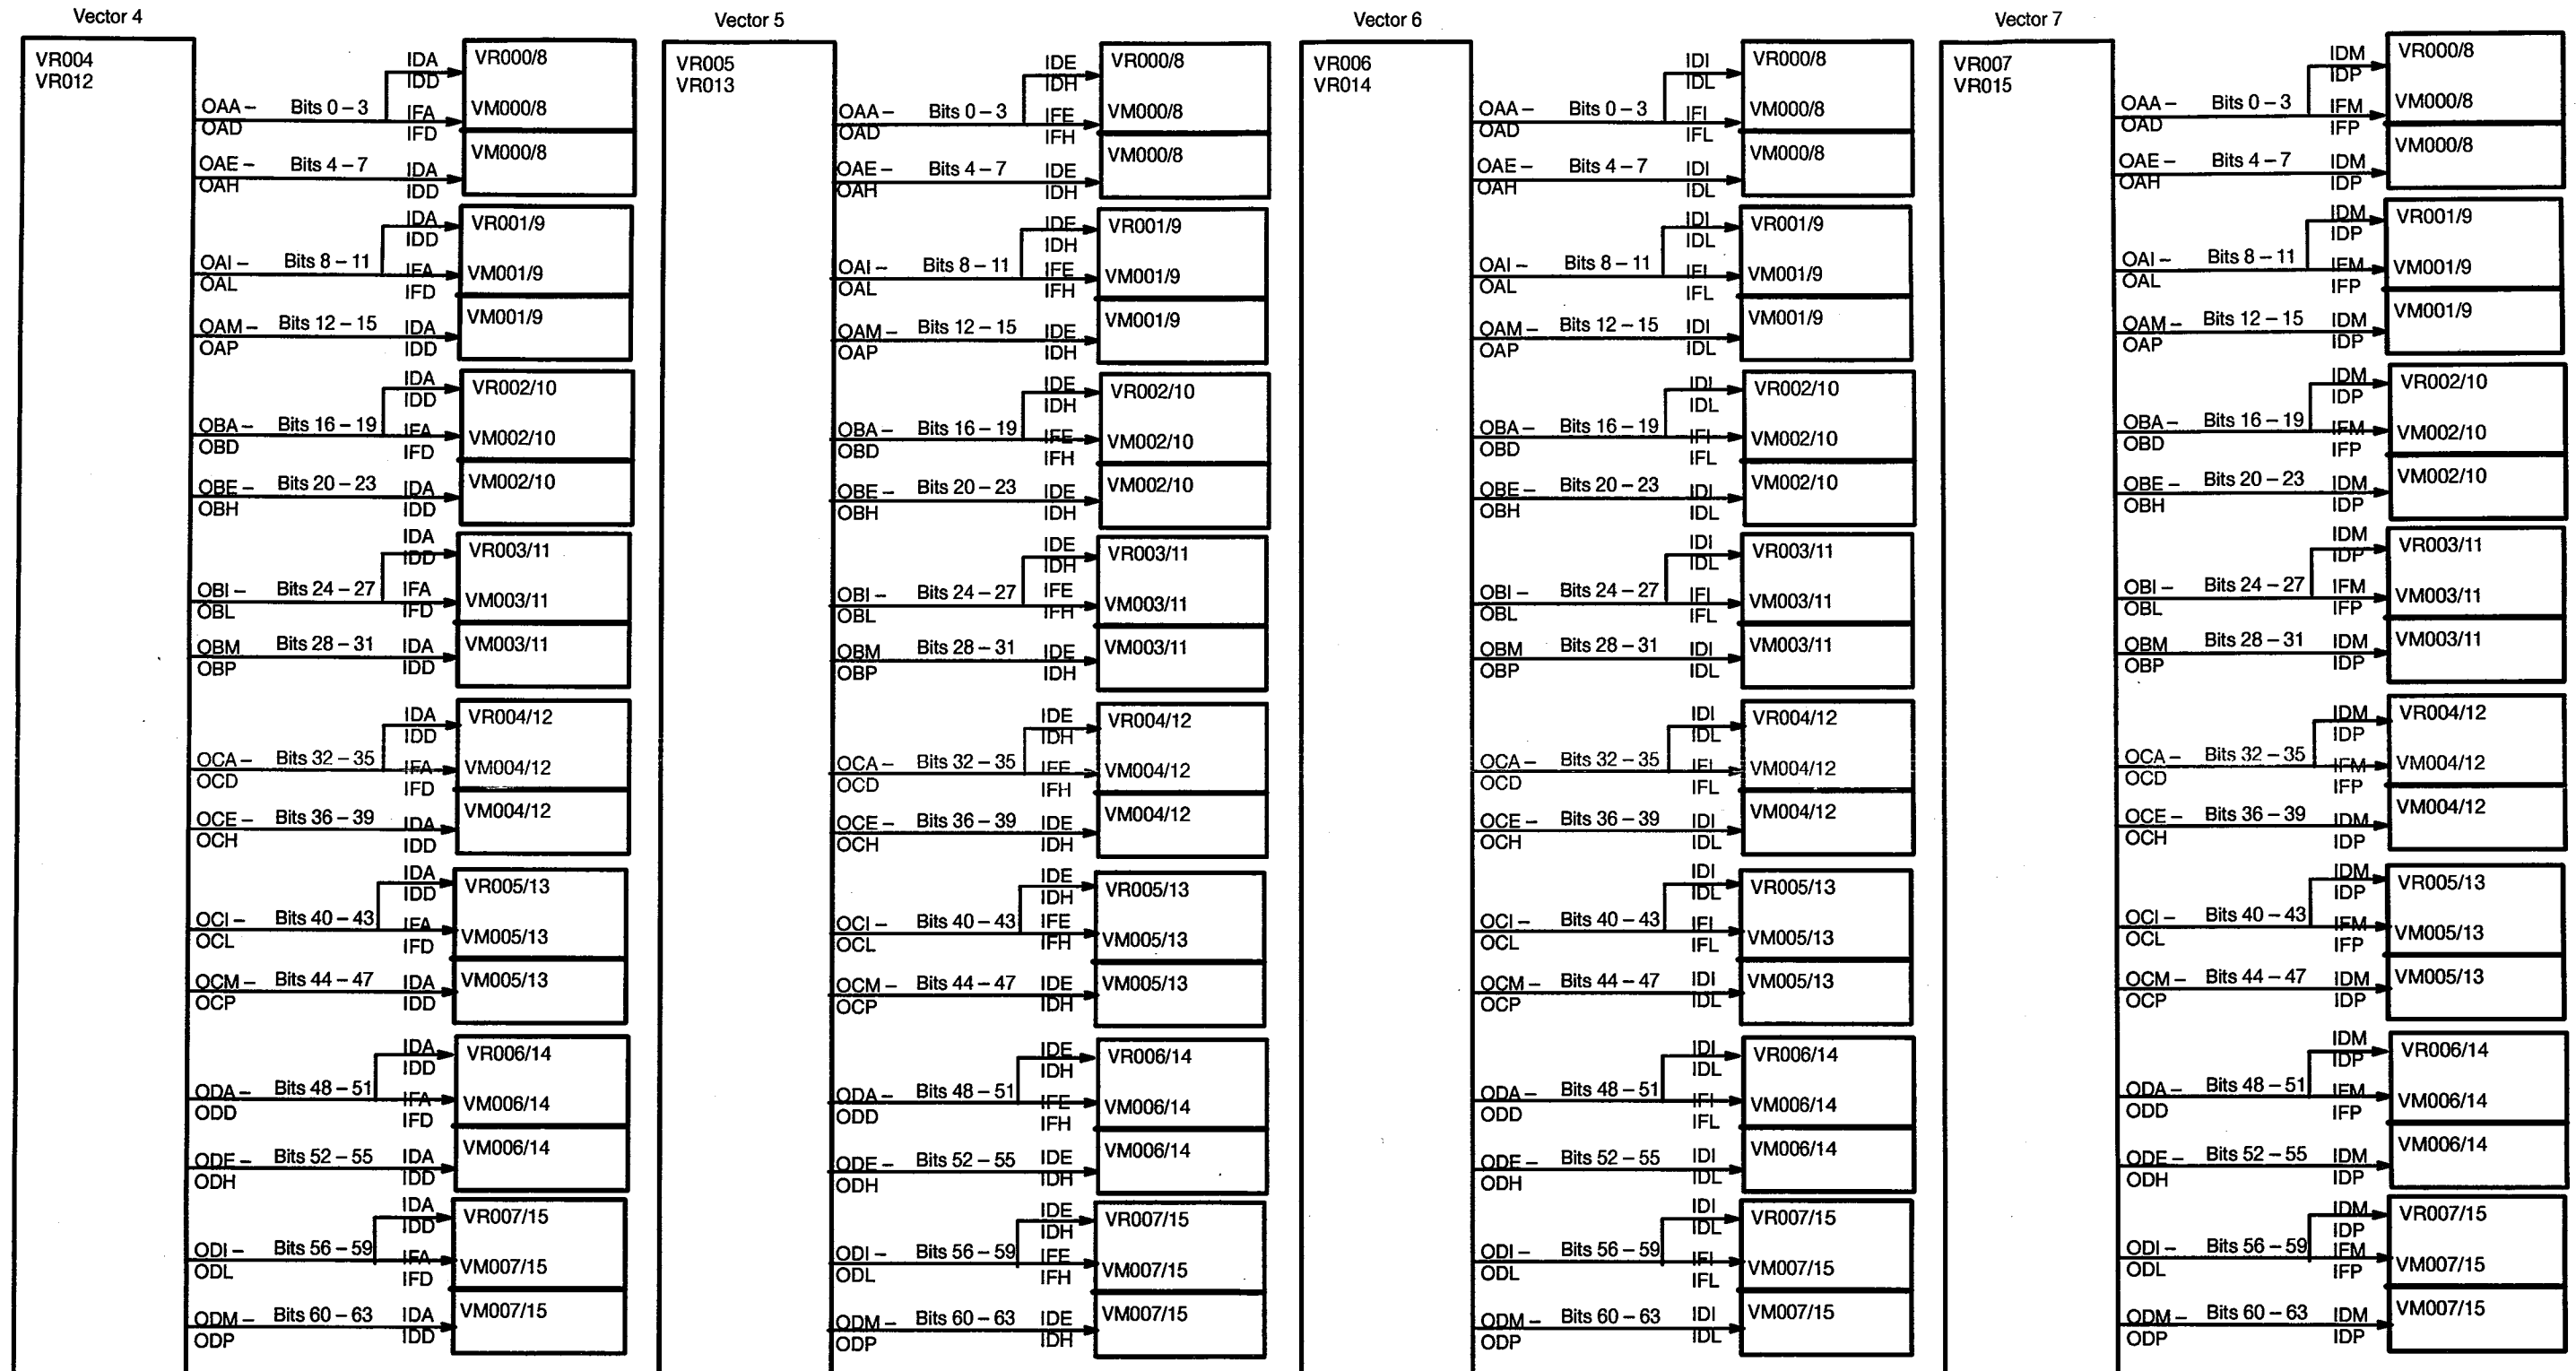 Vector 4
VR004
VR012
IDA
IDD
VR000/8
OAA –
OAD
Bits 0 – 3
IFA
IFD
VM000/8
OAE –
OAH
Bits 4 – 7
IDA
IDD
VM000/8
IDA
IDD
VR001/9
OAI –
OAL
Bits 8 – 11
IFA
IFD
VM001/9
OAM –
OAP
Bits 12 – 15
IDA
IDD
VM001/9
IDA
IDD
VR002/10
OBA –
OBD
Bits 16 – 19
IFA
IFD
VM002/10
OBE –
OBH
Bits 20 – 23
IDA
IDD
VM002/10
IDA
IDD
VR003/11
OBI –
OBL
Bits 24 – 27
IFA
IFD
VM003/11
OBM
OBP
Bits 28 – 31
IDA
IDD
VM003/11
IDA
IDD
VR004/12
OCA –
OCD
Bits 32 – 35
IFA
IFD
VM004/12
OCE –
OCH
Bits 36 – 39
IDA
IDD
VM004/12
IDA
IDD
VR005/13
OCI –
OCL
Bits 40 – 43
IFA
IFD
VM005/13
OCM –
OCP
Bits 44 – 47
IDA
IDD
VM005/13
IDA
IDD
VR006/14
ODA –
ODD
Bits 48 – 51
IFA
IFD
VM006/14
ODE –
ODH
Bits 52 – 55
IDA
IDD
VM006/14
IDA
IDD
VR007/15
ODI –
ODL
Bits 56 – 59
IFA
IFD
VM007/15
ODM –
ODP
Bits 60 – 63
IDA
IDD
VM007/15
Vector 5
VR005
VR013
IDE
IDH
VR000/8
OAA –
OAD
Bits 0 – 3
IFE
IFH
VM000/8
OAE –
OAH
Bits 4 – 7
IDE
IDH
VM000/8
IDE
IDH
VR001/9
OAI –
OAL
Bits 8 – 11
IFE
IFH
VM001/9
OAM –
OAP
Bits 12 – 15
IDE
IDH
VM001/9
IDE
IDH
VR002/10
OBA –
OBD
Bits 16 – 19
IFE
IFH
VM002/10
OBE –
OBH
Bits 20 – 23
IDE
IDH
VM002/10
IDE
IDH
VR003/11
OBI –
OBL
Bits 24 – 27
IFE
IFH
VM003/11
OBM
OBP
Bits 28 – 31
IDE
IDH
VM003/11
IDE
IDH
VR004/12
OCA –
OCD
Bits 32 – 35
IFE
IFH
VM004/12
OCE –
OCH
Bits 36 – 39
IDE
IDH
VM004/12
IDE
IDH
VR005/13
OCI –
OCL
Bits 40 – 43
IFE
IFH
VM005/13
OCM –
OCP
Bits 44 – 47
IDE
IDH
VM005/13
IDE
IDH
VR006/14
ODA –
ODD
Bits 48 – 51
IFE
IFH
VM006/14
ODE –
ODH
Bits 52 – 55
IDE
IDH
VM006/14
IDE
IDH
VR007/15
ODI –
ODL
Bits 56 – 59
IFE
IFH
VM007/15
ODM –
ODP
Bits 60 – 63
IDE
IDH
VM007/15
Vector 6
VR006
VR014
IDI
IDL
VR000/8
OAA –
OAD
Bits 0 – 3
IFI
IFL
VM000/8
OAE –
OAH
Bits 4 – 7
IDI
IDL
VM000/8
IDI
IDL
VR001/9
OAI –
OAL
Bits 8 – 11
IFI
IFL
VM001/9
OAM –
OAP
Bits 12 – 15
IDI
IDL
VM001/9
IDI
IDL
VR002/10
OBA –
OBD
Bits 16 – 19
IFI
IFL
VM002/10
OBE –
OBH
Bits 20 – 23
IDI
IDL
VM002/10
IDI
IDL
VR003/11
OBI –
OBL
Bits 24 – 27
IFI
IFL
VM003/11
OBM
OBP
Bits 28 – 31
IDI
IDL
VM003/11
IDI
IDL
VR004/12
OCA –
OCD
Bits 32 – 35
IFI
IFL
VM004/12
OCE –
OCH
Bits 36 – 39
IDI
IDL
VM004/12
IDI
IDL
VR005/13
OCI –
OCL
Bits 40 – 43
IFI
IFL
VM005/13
OCM –
OCP
Bits 44 – 47
IDI
IDL
VM005/13
IDI
IDL
VR006/14
ODA –
ODD
Bits 48 – 51
IFI
IFL
VM006/14
ODE –
ODH
Bits 52 – 55
IDI
IDL
VM006/14
IDI
IDL
VR007/15
ODI –
ODL
Bits 56 – 59
IFI
IFL
VM007/15
ODM –
ODP
Bits 60 – 63
IDI
IDL
VM007/15
Vector 7
VR007
VR015
IDM
IDP
VR000/8
OAA –
OAD
Bits 0 – 3
IFM
IFP
VM000/8
OAE –
OAH
Bits 4 – 7
IDM
IDP
VM000/8
IDM
IDP
VR001/9
OAI –
OAL
Bits 8 – 11
IFM
IFP
VM001/9
OAM –
OAP
Bits 12 – 15
IDM
IDP
VM001/9
IDM
IDP
VR002/10
OBA –
OBD
Bits 16 – 19
IFM
IFP
VM002/10
OBE –
OBH
Bits 20 – 23
IDM
IDP
VM002/10
IDM
IDP
VR003/11
OBI –
OBL
Bits 24 – 27
IFM
IFP
VM003/11
OBM
OBP
Bits 28 – 31
IDM
IDP
VM003/11
IDM
IDP
VR004/12
OCA –
OCD
Bits 32 – 35
IFM
IFP
VM004/12
OCE –
OCH
Bits 36 – 39
IDM
IDP
VM004/12
IDM
IDP
VR005/13
OCI –
OCL
Bits 40 – 43
IFM
IFP
VM005/13
OCM –
OCP
Bits 44 – 47
IDM
IDP
VM005/13
IDM
IDP
VR006/14
ODA –
ODD
Bits 48 – 51
IFM
IFP
VM006/14
ODE –
ODH
Bits 52 – 55
IDM
IDP
VM006/14
IDM
IDP
VR007/15
ODI –
ODL
Bits 56 – 59
IFM
IFP
VM007/15
ODM –
ODP
Bits 60 – 63
IDM
IDP
VM007/15